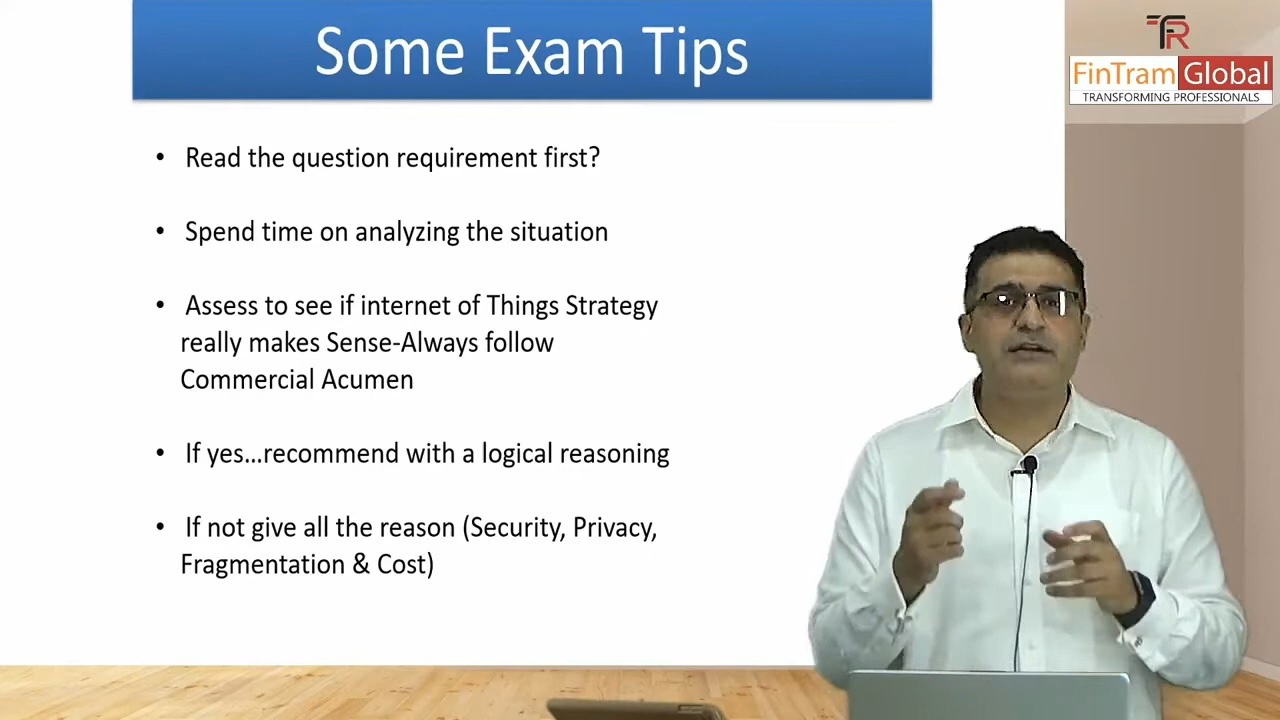 Some Exam Tips
TR
FinTram Global
TRANSFORMING PROFESSIONALS
• Read the question requirement first?
• Spend time on analyzing the situation
• Assess to see if internet of Things Strategy
really makes Sense-Always follow
Commercial Acumen
• If yes...recommend with a logical reasoning
• If not give all the reason (Security, Privacy,
Fragmentation & Cost)